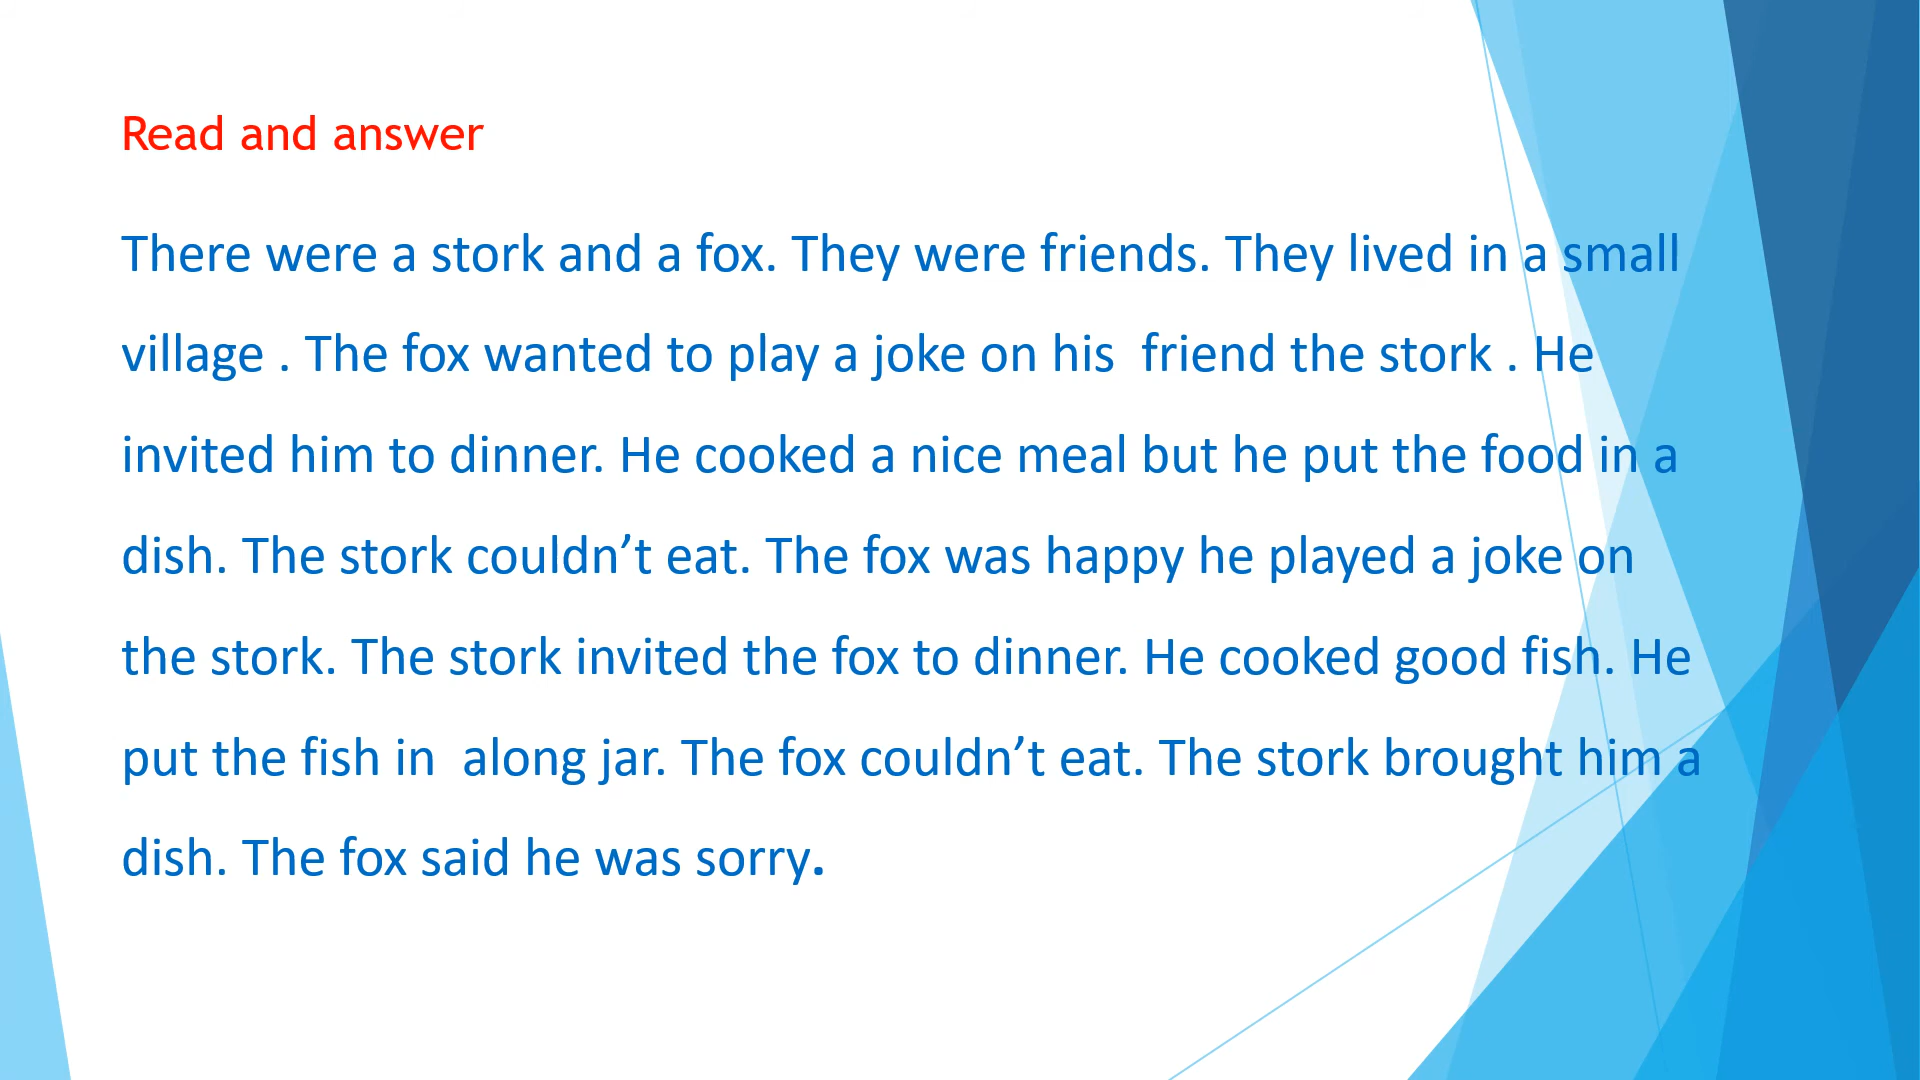 Read and answer
There were a stork and a fox. They were friends. They lived in a small
village . The fox wanted to play a joke on his  friend the stork . He
invited him to dinner. He cooked a nice meal but he put the food in a
dish. The stork couldn’t eat. The fox was happy he played a joke on
the stork. The stork invited the fox to dinner. He cooked good fish. He
put the fish in  along jar. The fox couldn’t eat. The stork brought him a
dish. The fox said he was sorry.